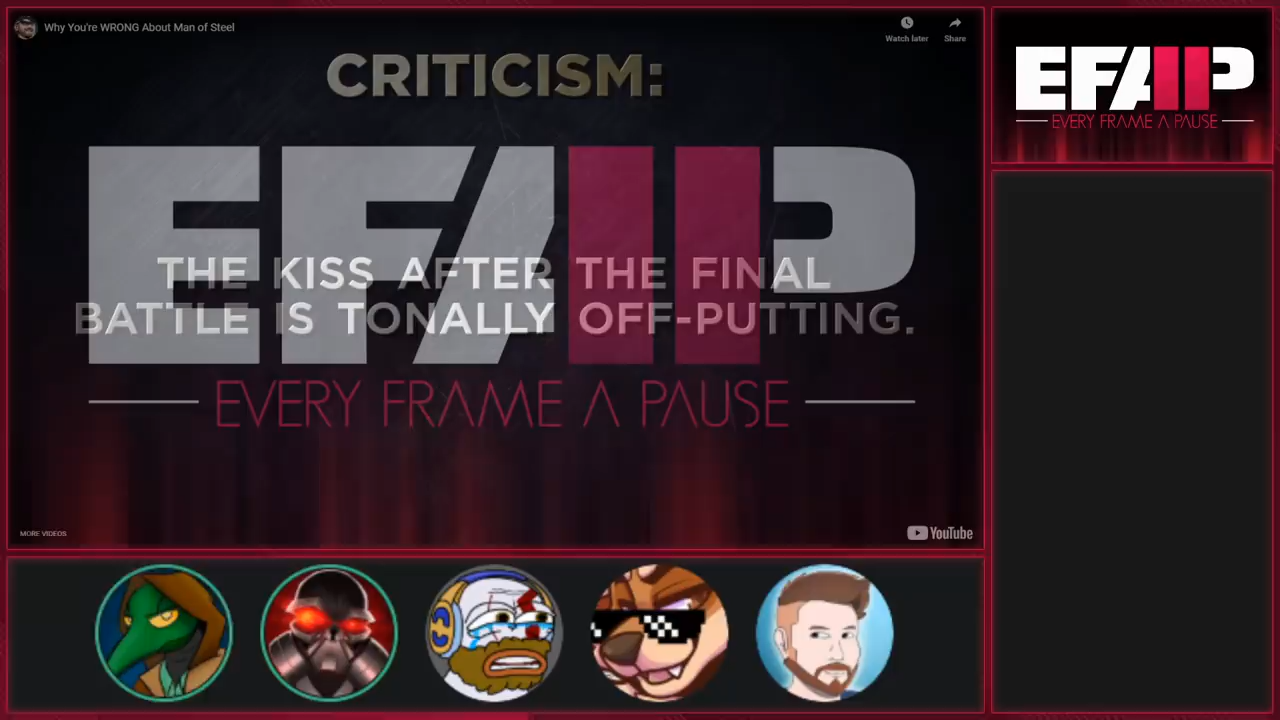 Why You're WRONG About Man of Steel
Watch later
Share
CRITICISM:
EFAP
THE KISS AFTER THE FINAL
BATTLE IS TONALLY OFF-PUTTING.
EVERY FRAME A PAUSE
MORE VIDEOS
YouTube
EFAP
EVERY FRAME A PAUSE